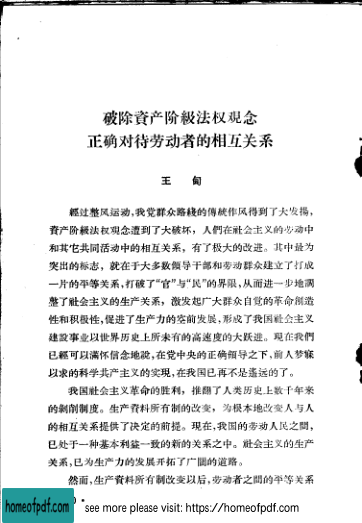 破除資产阶級法权覌念
正确对待劳动者的相互关系
王 甸
經过整风运动，我党群众路綫的傳統作风得到了大发揚，
資产阶級法权覌念遭到了大破坏，人們在社会主义的劳动中
和其它共同活动中的相互关系，有了极大的改进。其中最为
突出的标志，就在于大多数領导干部和劳动群众建立了打成
一片的平等关系，打破了“官”与“民”的界限，从而进一步地調
整了社会主义的生产关系，激发起广大群众自覚的革命創造
性和积极性，促进了生产力的空前发展，形成了我国社会主义
建設事业以世界历史上所未有的高速度的大跃进。現在我們
已經可以滿怀信念地說，在党中央的正确領导之下，前人梦寐
以求的科学共产主义的实現，在我国已再不是遙远的了。
我国社会主义革命的胜利，推翻了人类历史上数千年来
的剝削制度。生产資料所有制的改变，为根本地改变人与人
的相互关系提供了决定的前提。現在，我国的劳动人民之間，
已处于一种基本利益一致的新的关系之中。社会主义的生产
关系，已为生产力的发展开拓了广闊的道路。
然而，生产資料所有制改变以后，劳动者之間的平等关系
homeofpdf.com
see more please visit: https://homeofpdf.com